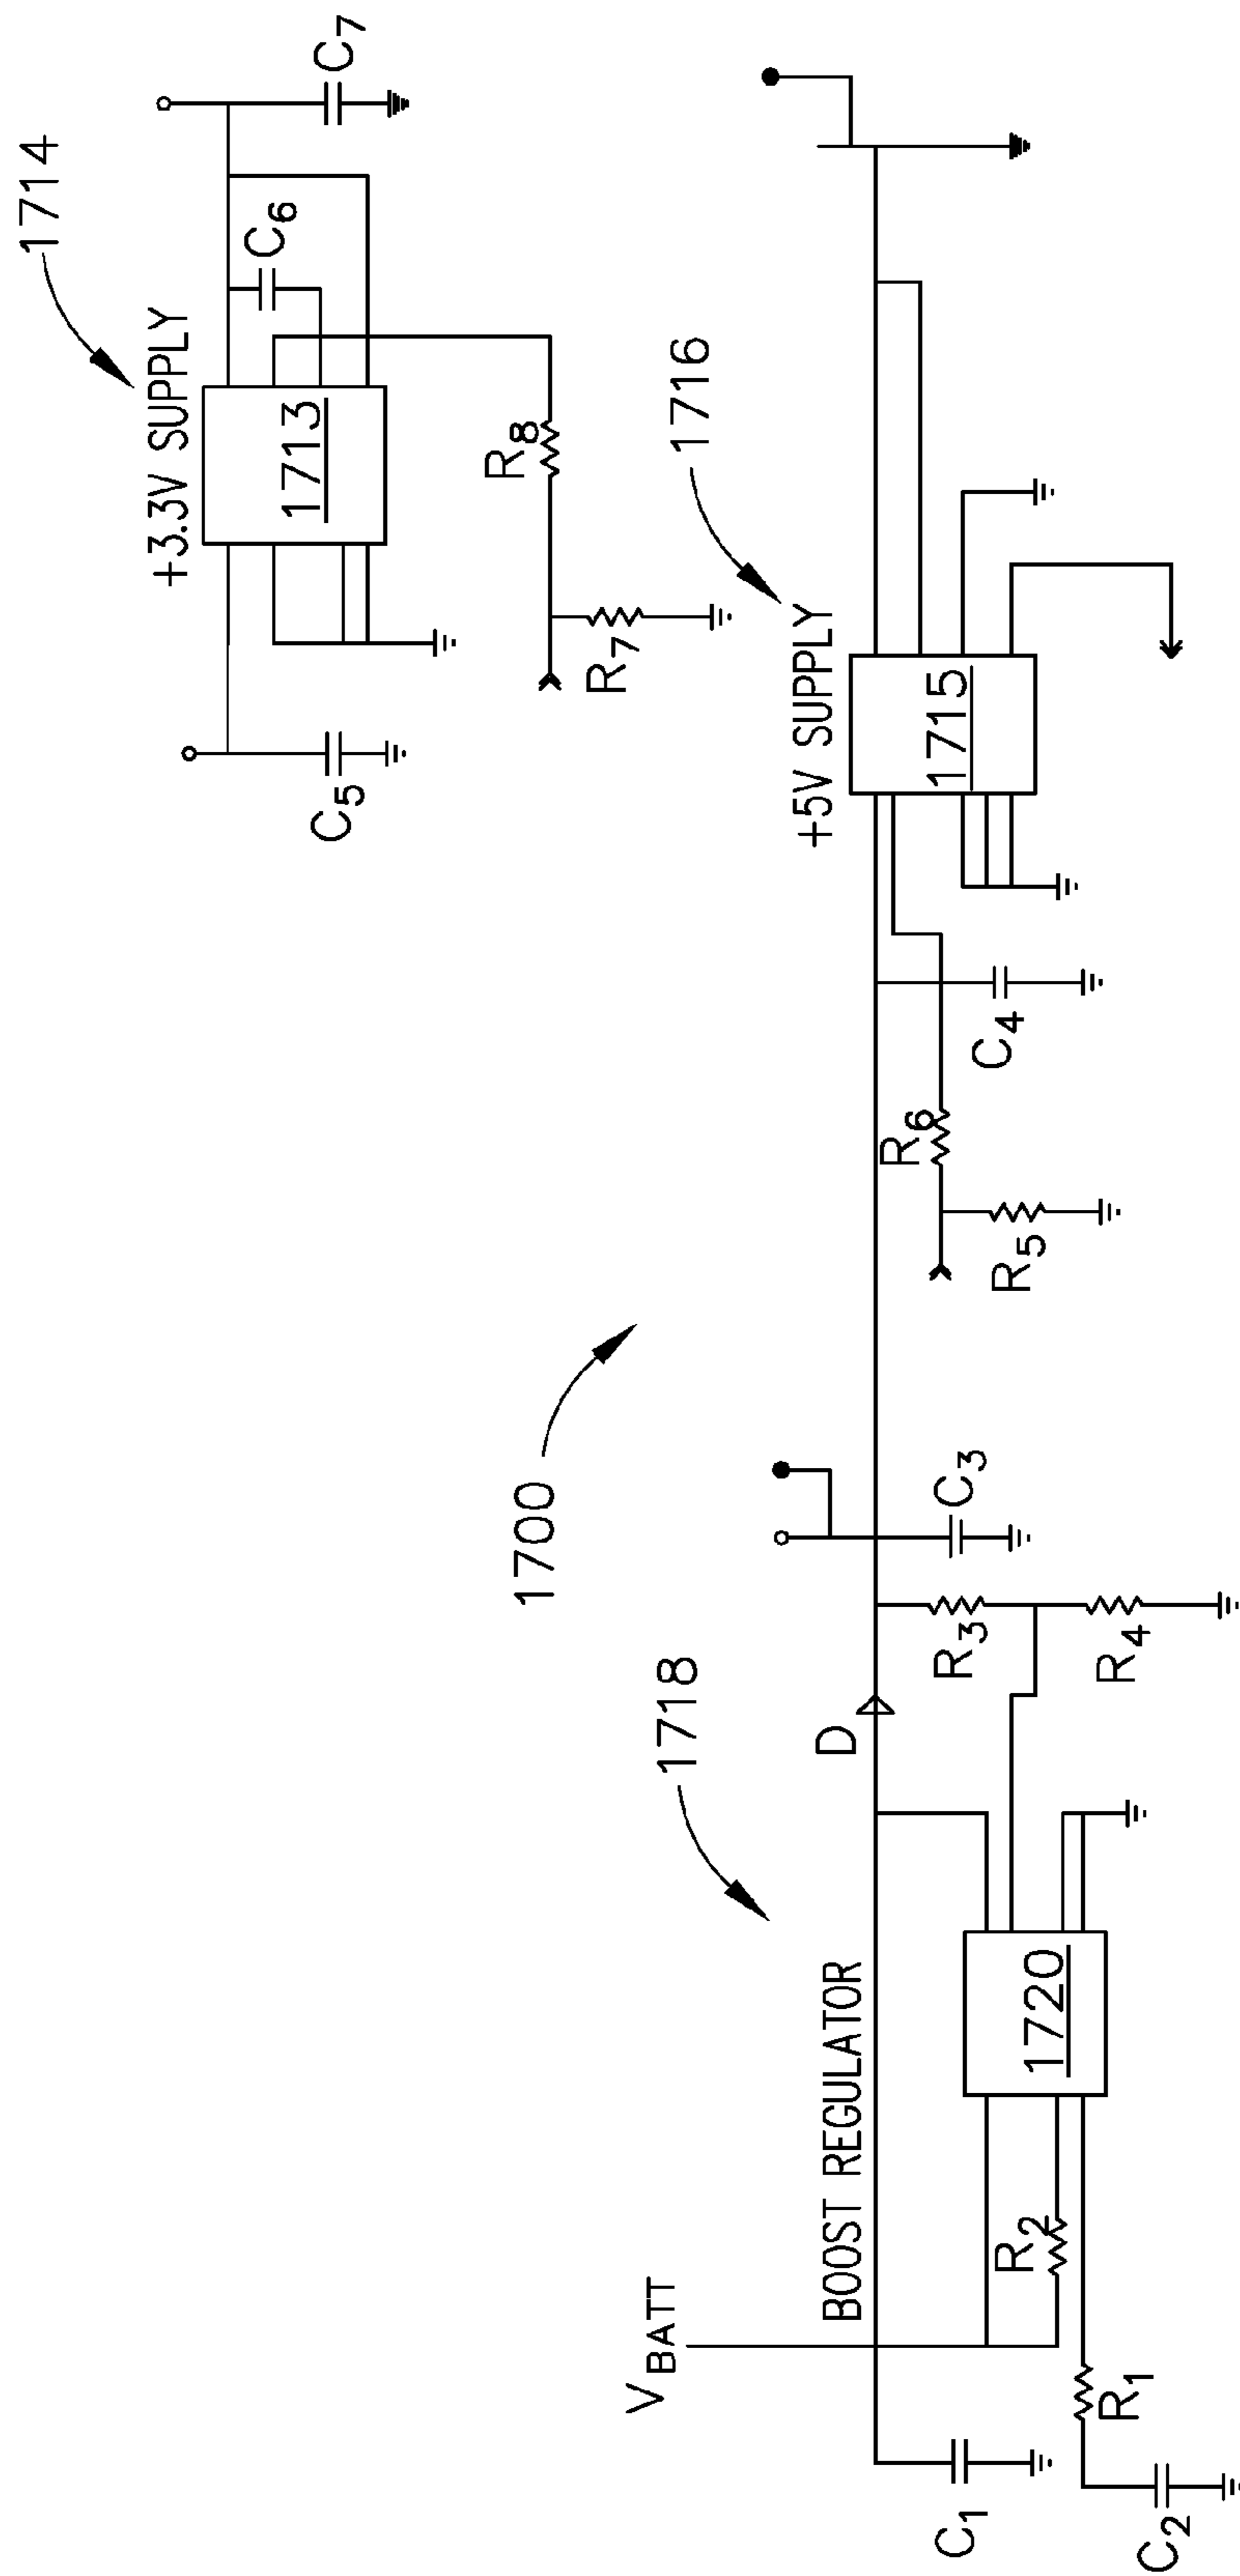 1714
+3.3V SUPPLY
1713
C5
C6
C7
R7
R8
1700
1716
+5V SUPPLY
1715
1718
BOOST REGULATOR
VBATT
D
1720
C1
C2
R1
R2
R3
R4
C3
R5
R6
C4